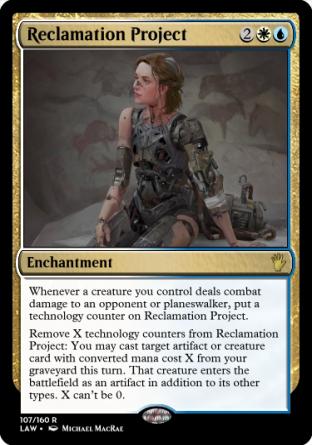 Reclamation Project 2
Enchantment
Whenever a creature you control deals combat
damage to an opponent or planeswalker, put a
technology counter on Reclamation Project.
Remove X technology counters from Reclamation
Project: You may cast target artifact or creature
card with converted mana cost X from your
graveyard this turn. That creature enters the
battlefield as an artifact in addition to its other
types. X can't be 0.
107/160 R
LAW • Michael MacRae